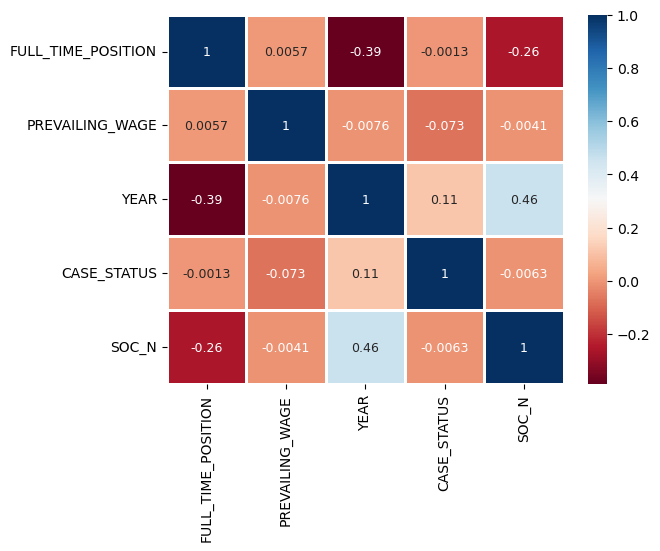 FULL_TIME_POSITION 1 0.0057 -0.39 -0.0013 -0.26
PREVAILING_WAGE 0.0057 1 -0.0076 -0.073 -0.0041
YEAR -0.39 -0.0076 1 0.11 0.46
CASE_STATUS -0.0013 -0.073 0.11 1 -0.0063
SOC_N -0.26 -0.0041 0.46 -0.0063 1
FULL_TIME_POSITION
PREVAILING_WAGE
YEAR
CASE_STATUS
SOC_N
1.0
0.8
0.6
0.4
0.2
0.0
−0.2